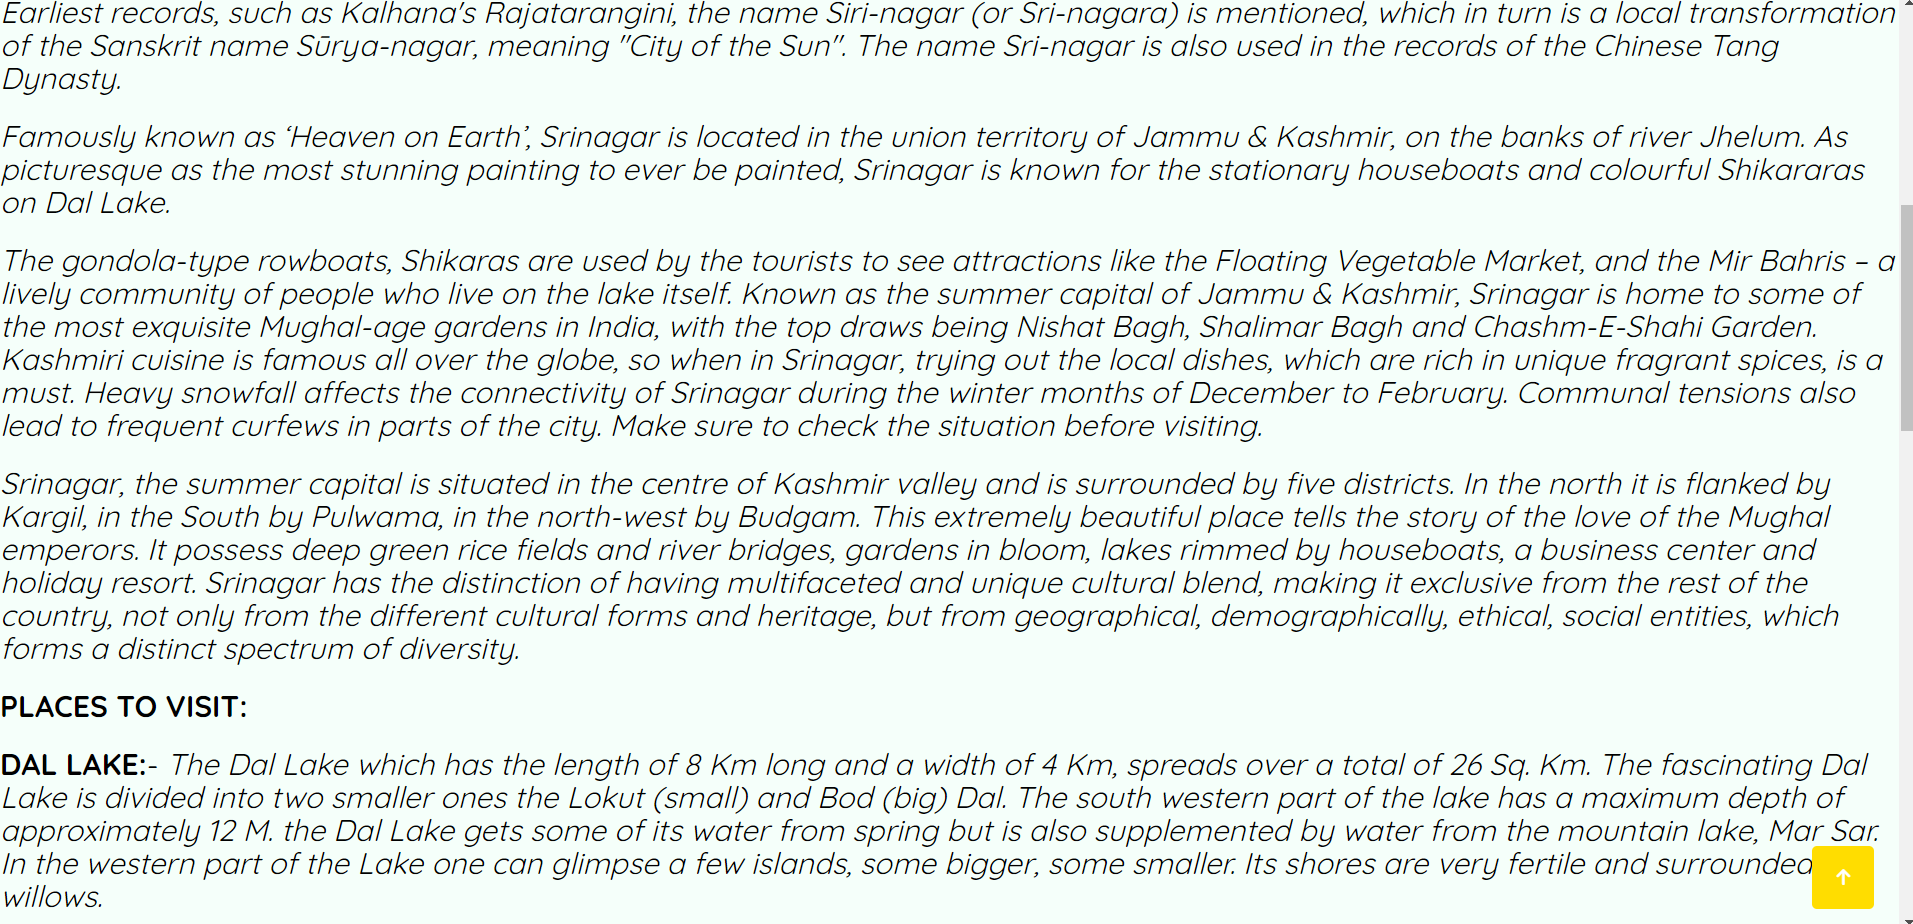 Earliest records, such as Kalhana's Rajatarangini, the name Siri-nagar (or Sri-nagara) is mentioned, which in turn is a local transformation
of the Sanskrit name Sūrya-nagar, meaning "City of the Sun". The name Sri-nagar is also used in the records of the Chinese Tang
Dynasty.
Famously known as ‘Heaven on Earth’, Srinagar is located in the union territory of Jammu & Kashmir, on the banks of river Jhelum. As
picturesque as the most stunning painting to ever be painted, Srinagar is known for the stationary houseboats and colourful Shikararas
on Dal Lake.
The gondola-type rowboats, Shikaras are used by the tourists to see attractions like the Floating Vegetable Market, and the Mir Bahris – a
lively community of people who live on the lake itself. Known as the summer capital of Jammu & Kashmir, Srinagar is home to some of
the most exquisite Mughal-age gardens in India, with the top draws being Nishat Bagh, Shalimar Bagh and Chashm-E-Shahi Garden.
Kashmiri cuisine is famous all over the globe, so when in Srinagar, trying out the local dishes, which are rich in unique fragrant spices, is a
must. Heavy snowfall affects the connectivity of Srinagar during the winter months of December to February. Communal tensions also
lead to frequent curfews in parts of the city. Make sure to check the situation before visiting.
Srinagar, the summer capital is situated in the centre of Kashmir valley and is surrounded by five districts. In the north it is flanked by
Kargil, in the South by Pulwama, in the north-west by Budgam. This extremely beautiful place tells the story of the love of the Mughal
emperors. It possess deep green rice fields and river bridges, gardens in bloom, lakes rimmed by houseboats, a business center and
holiday resort. Srinagar has the distinction of having multifaceted and unique cultural blend, making it exclusive from the rest of the
country, not only from the different cultural forms and heritage, but from geographical, demographically, ethical, social entities, which
forms a distinct spectrum of diversity.
PLACES TO VISIT:
DAL LAKE:- The Dal Lake which has the length of 8 Km long and a width of 4 Km, spreads over a total of 26 Sq. Km. The fascinating Dal
Lake is divided into two smaller ones the Lokut (small) and Bod (big) Dal. The south western part of the lake has a maximum depth of
approximately 12 M. the Dal Lake gets some of its water from spring but is also supplemented by water from the mountain lake, Mar Sar.
In the western part of the Lake one can glimpse a few islands, some bigger, some smaller. Its shores are very fertile and surrounded
willows.